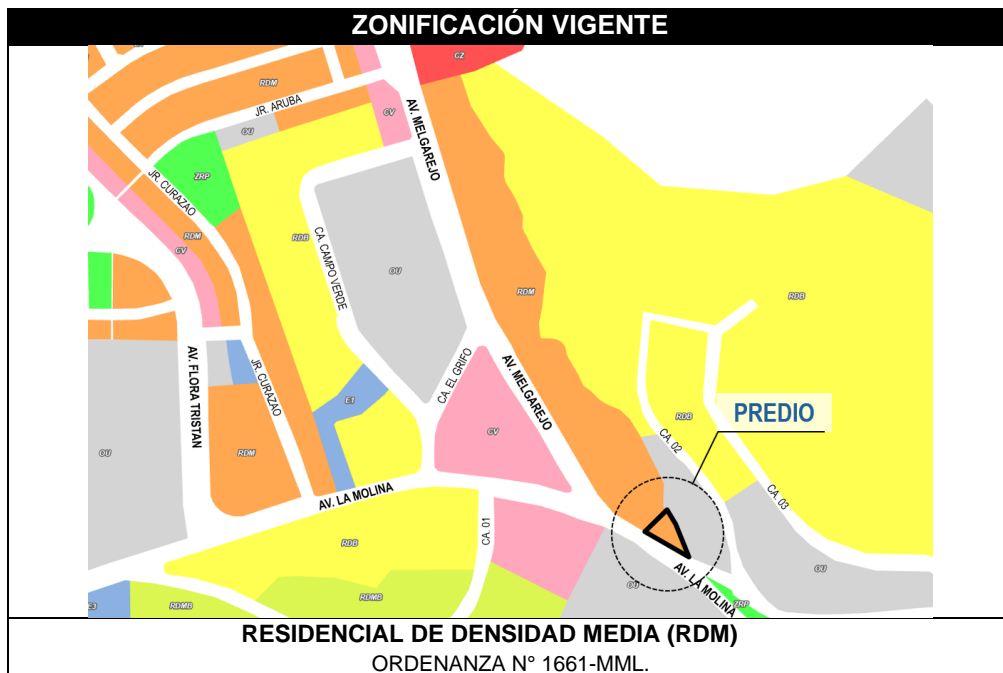 ZONIFICACIÓN VIGENTE
CZ
RDM
JR. ARUBA
CV
OU
AV. MELGAREJO
ZRP
JR. CURAZAO
RDM
CV
RDB
CA. CAMPO VERDE
OU
RDM
RDB
AV. FLORA TRISTAN
JR. CURAZAO
CA. EL GRIFO
AV. MELGAREJO
E1
CV
RDB
PREDIO
CA. 02
OU
RDM
CA. 03
AV. LA MOLINA
CA. 01
RDB
OU
OU
AV. LA MOLINA
E3
RDMB
RDMB
ZRP
RESIDENCIAL DE DENSIDAD MEDIA (RDM)
ORDENANZA N° 1661-MML.